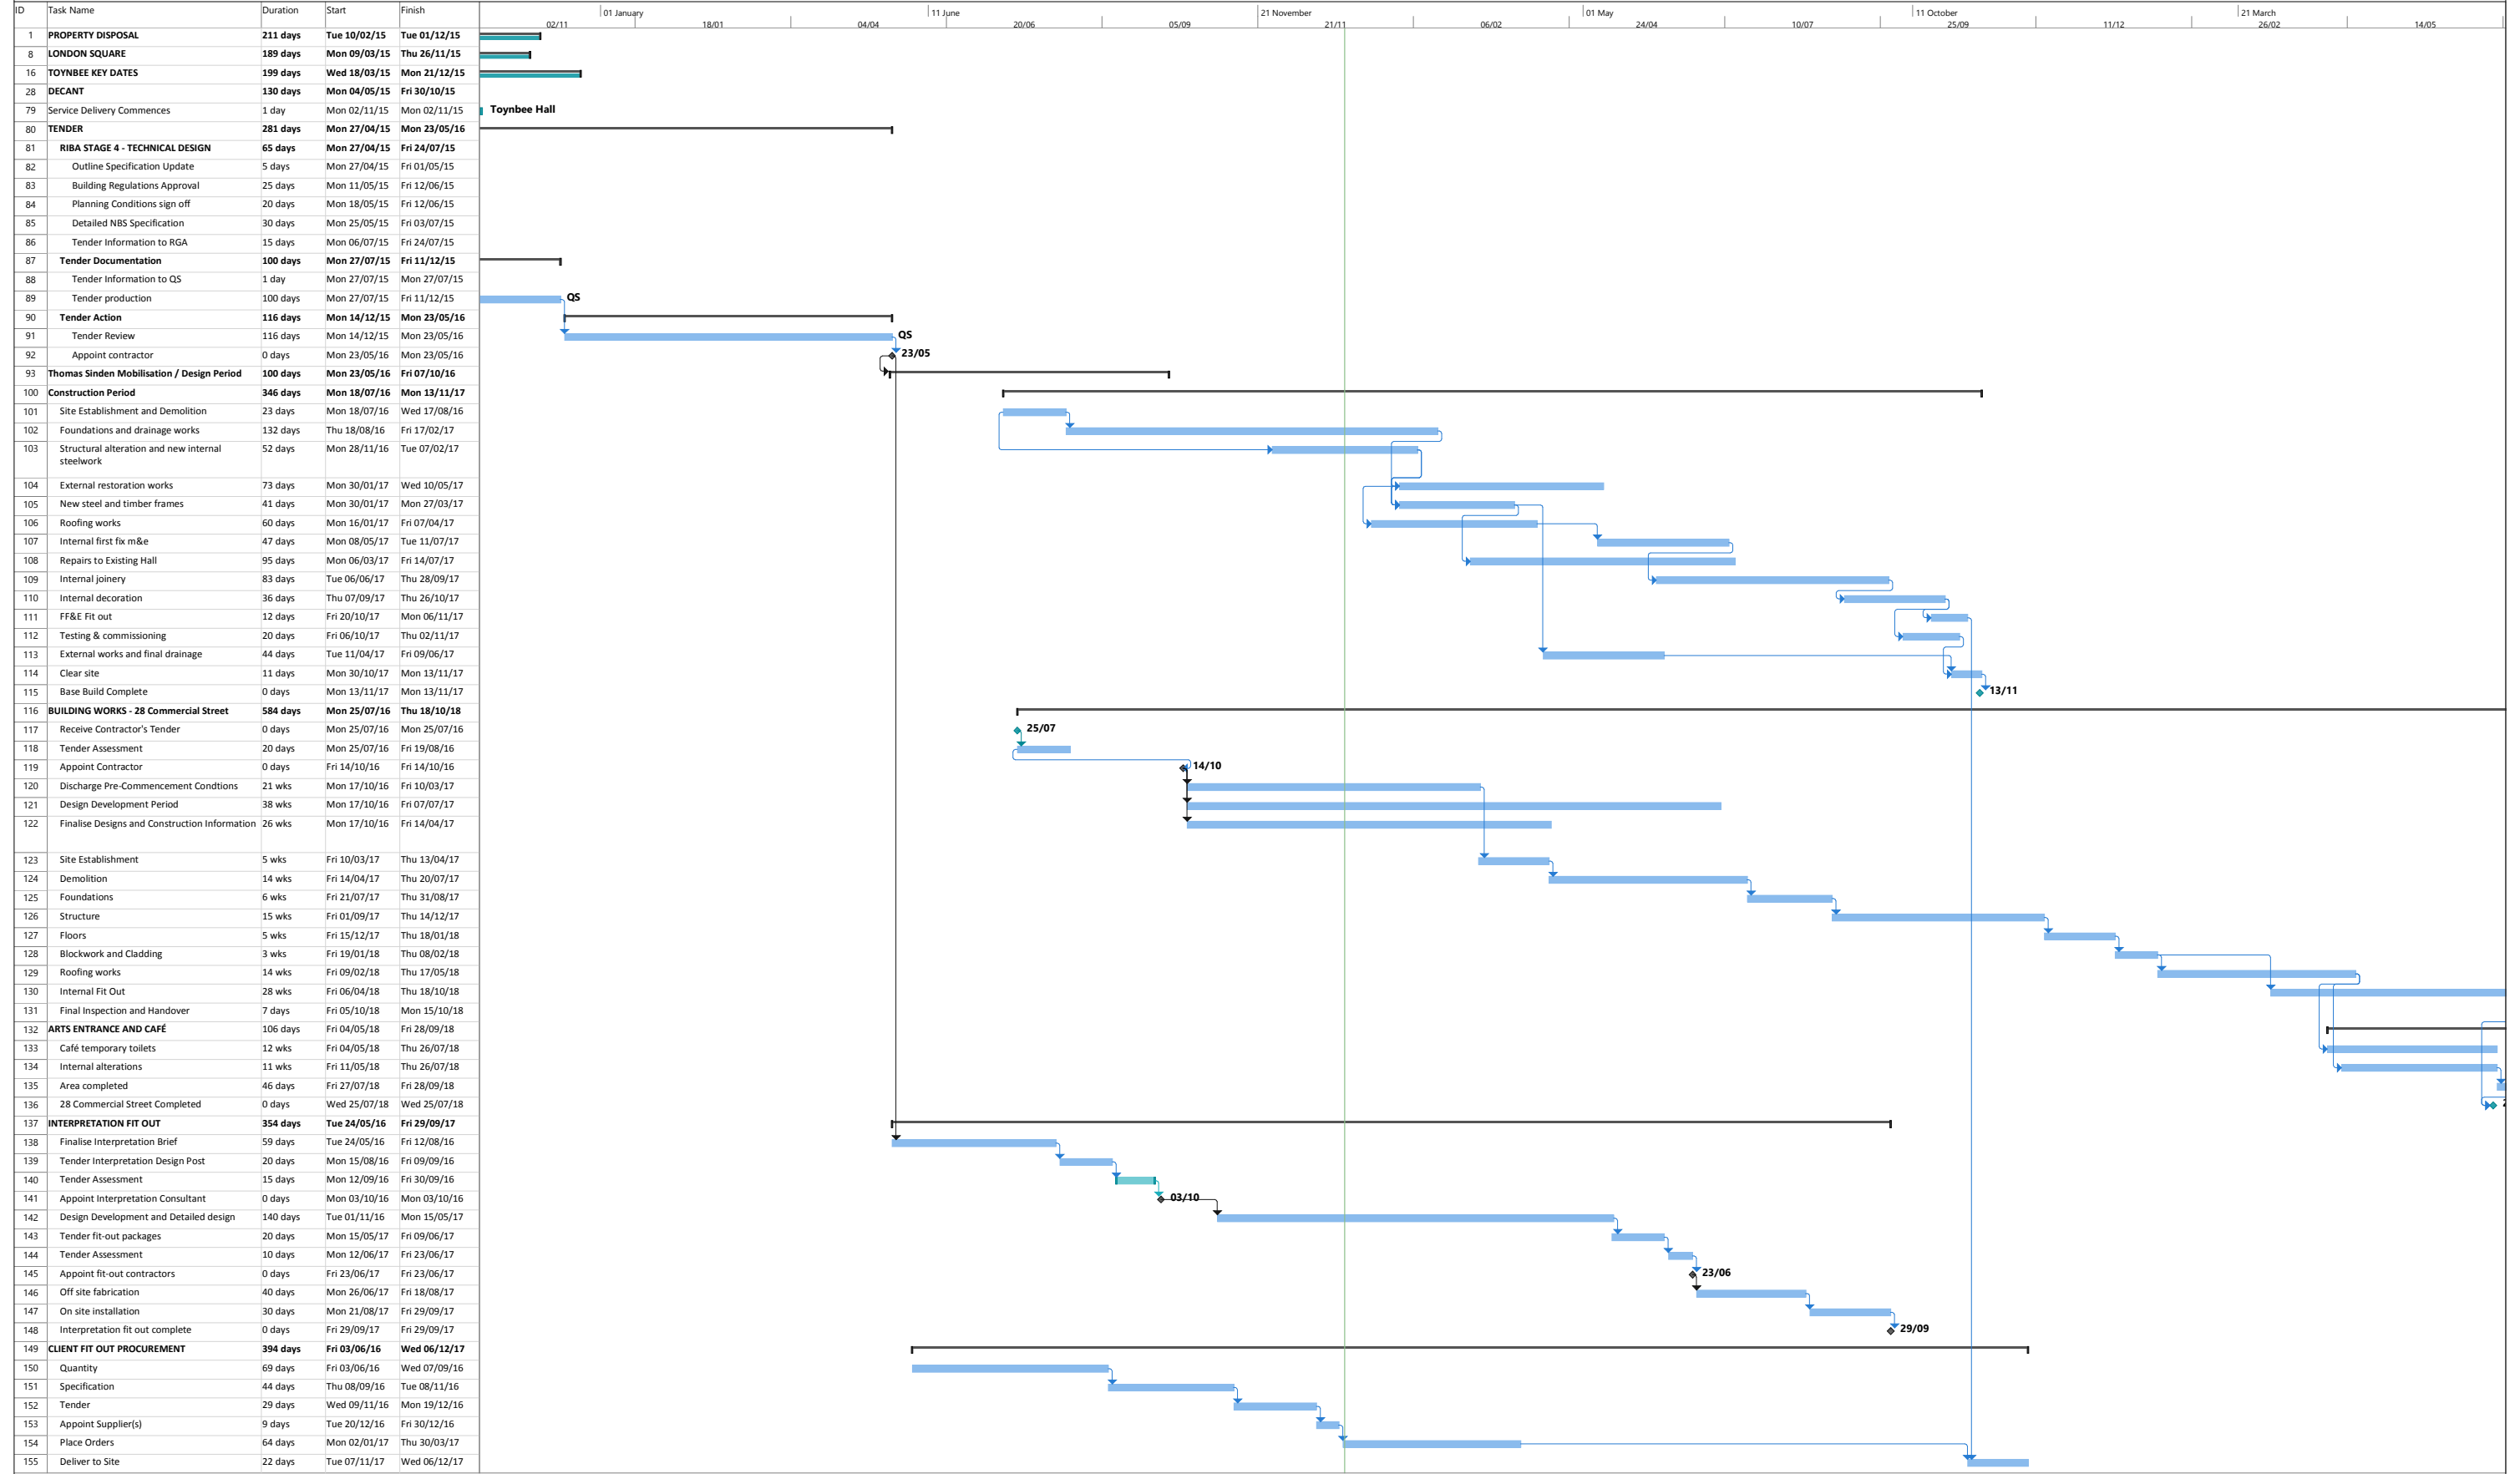 ID Task Name Duration Start Finish
01 January 11 June 21 November 01 May 11 October 21 March
02/11 18/01 04/04 20/06 05/09 21/11 06/02 24/04 10/07 25/09 11/12 26/02 14/05
1 PROPERTY DISPOSAL 211 days Tue 10/02/15 Tue 01/12/15
8 LONDON SQUARE 189 days Mon 09/03/15 Thu 26/11/15
16 TOYNBEE KEY DATES 199 days Wed 18/03/15 Mon 21/12/15
28 DECANT 130 days Mon 04/05/15 Fri 30/10/15
79 Service Delivery Commences 1 day Mon 02/11/15 Mon 02/11/15 Toynbee Hall
80 TENDER 281 days Mon 27/04/15 Mon 23/05/16
81 RIBA STAGE 4 - TECHNICAL DESIGN 65 days Mon 27/04/15 Fri 24/07/15
82 Outline Specification Update 5 days Mon 27/04/15 Fri 01/05/15
83 Building Regulations Approval 25 days Mon 11/05/15 Fri 12/06/15
84 Planning Conditions sign off 20 days Mon 18/05/15 Fri 12/06/15
85 Detailed NBS Specification 30 days Mon 25/05/15 Fri 03/07/15
86 Tender Information to RGA 15 days Mon 06/07/15 Fri 24/07/15
87 Tender Documentation 100 days Mon 27/07/15 Fri 11/12/15
88 Tender Information to QS 1 day Mon 27/07/15 Mon 27/07/15
89 Tender production 100 days Mon 27/07/15 Fri 11/12/15 QS
90 Tender Action 116 days Mon 14/12/15 Mon 23/05/16
91 Tender Review 116 days Mon 14/12/15 Mon 23/05/16 QS
92 Appoint contractor 0 days Mon 23/05/16 Mon 23/05/16 23/05
93 Thomas Sinden Mobilisation / Design Period 100 days Mon 23/05/16 Fri 07/10/16
100 Construction Period 346 days Mon 18/07/16 Mon 13/11/17
101 Site Establishment and Demolition 23 days Mon 18/07/16 Wed 17/08/16
102 Foundations and drainage works 132 days Thu 18/08/16 Fri 17/02/17
103 Structural alteration and new internal 52 days Mon 28/11/16 Tue 07/02/17
steelwork
104 External restoration works 73 days Mon 30/01/17 Wed 10/05/17
105 New steel and timber frames 41 days Mon 30/01/17 Mon 27/03/17
106 Roofing works 60 days Mon 16/01/17 Fri 07/04/17
107 Internal first fix m&e 47 days Mon 08/05/17 Tue 11/07/17
108 Repairs to Existing Hall 95 days Mon 06/03/17 Fri 14/07/17
109 Internal joinery 83 days Tue 06/06/17 Thu 28/09/17
110 Internal decoration 36 days Thu 07/09/17 Thu 26/10/17
111 FF&E Fit out 12 days Fri 20/10/17 Mon 06/11/17
112 Testing & commissioning 20 days Fri 06/10/17 Thu 02/11/17
113 External works and final drainage 44 days Tue 11/04/17 Fri 09/06/17
114 Clear site 11 days Mon 30/10/17 Mon 13/11/17
115 Base Build Complete 0 days Mon 13/11/17 Mon 13/11/17 13/11
116 BUILDING WORKS - 28 Commercial Street 584 days Mon 25/07/16 Thu 18/10/18
117 Receive Contractor's Tender 0 days Mon 25/07/16 Mon 25/07/16 25/07
118 Tender Assessment 20 days Mon 25/07/16 Fri 19/08/16
119 Appoint Contractor 0 days Fri 14/10/16 Fri 14/10/16 14/10
120 Discharge Pre-Commencement Condtions 21 wks Mon 17/10/16 Fri 10/03/17
121 Design Development Period 38 wks Mon 17/10/16 Fri 07/07/17
122 Finalise Designs and Construction Information 26 wks Mon 17/10/16 Fri 14/04/17
123 Site Establishment 5 wks Fri 10/03/17 Thu 13/04/17
124 Demolition 14 wks Fri 14/04/17 Thu 20/07/17
125 Foundations 6 wks Fri 21/07/17 Thu 31/08/17
126 Structure 15 wks Fri 01/09/17 Thu 14/12/17
127 Floors 5 wks Fri 15/12/17 Thu 18/01/18
128 Blockwork and Cladding 3 wks Fri 19/01/18 Thu 08/02/18
129 Roofing works 14 wks Fri 09/02/18 Thu 17/05/18
130 Internal Fit Out 28 wks Fri 06/04/18 Thu 18/10/18
131 Final Inspection and Handover 7 days Fri 05/10/18 Mon 15/10/18
132 ARTS ENTRANCE AND CAFÉ 106 days Fri 04/05/18 Fri 28/09/18
133 Café temporary toilets 12 wks Fri 04/05/18 Thu 26/07/18
134 Internal alterations 11 wks Fri 11/05/18 Thu 26/07/18
135 Area completed 46 days Fri 27/07/18 Fri 28/09/18
136 28 Commercial Street Completed 0 days Wed 25/07/18 Wed 25/07/18
137 INTERPRETATION FIT OUT 354 days Tue 24/05/16 Fri 29/09/17
138 Finalise Interpretation Brief 59 days Tue 24/05/16 Fri 12/08/16
139 Tender Interpretation Design Post 20 days Mon 15/08/16 Fri 09/09/16
140 Tender Assessment 15 days Mon 12/09/16 Fri 30/09/16
141 Appoint Interpretation Consultant 0 days Mon 03/10/16 Mon 03/10/16 03/10
142 Design Development and Detailed design 140 days Tue 01/11/16 Mon 15/05/17
143 Tender fit-out packages 20 days Mon 15/05/17 Fri 09/06/17
144 Tender Assessment 10 days Mon 12/06/17 Fri 23/06/17
145 Appoint fit-out contractors 0 days Fri 23/06/17 Fri 23/06/17 23/06
146 Off site fabrication 40 days Mon 26/06/17 Fri 18/08/17
147 On site installation 30 days Mon 21/08/17 Fri 29/09/17
148 Interpretation fit out complete 0 days Fri 29/09/17 Fri 29/09/17 29/09
149 CLIENT FIT OUT PROCUREMENT 394 days Fri 03/06/16 Wed 06/12/17
150 Quantity 69 days Fri 03/06/16 Wed 07/09/16
151 Specification 44 days Thu 08/09/16 Tue 08/11/16
152 Tender 29 days Wed 09/11/16 Mon 19/12/16
153 Appoint Supplier(s) 9 days Tue 20/12/16 Fri 30/12/16
154 Place Orders 64 days Mon 02/01/17 Thu 30/03/17
155 Deliver to Site 22 days Tue 07/11/17 Wed 06/12/17